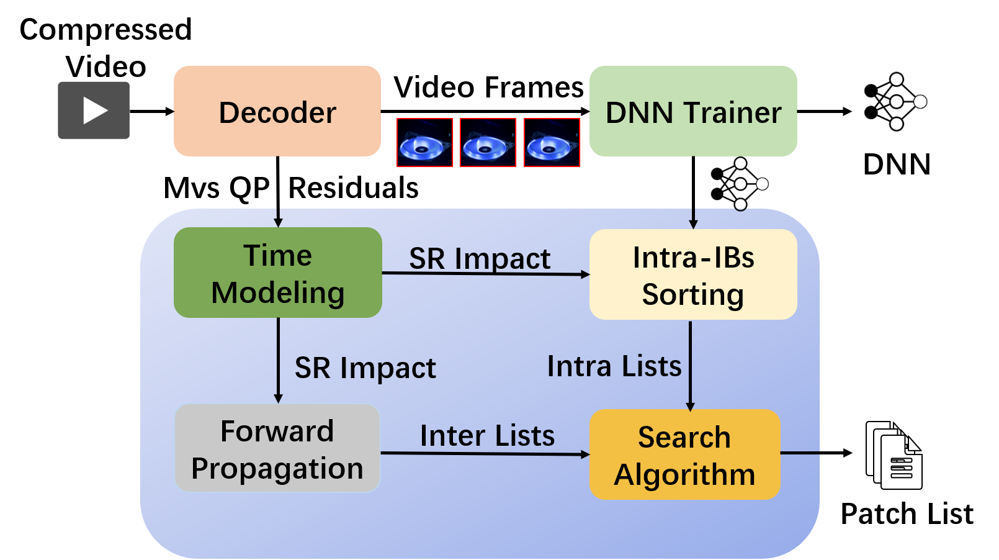 Compressed
Video
Decoder
Video Frames
DNN Trainer
DNN
Mvs QP
Residuals
Time
Modeling
SR Impact
Intra-IBs
Sorting
SR Impact
Intra Lists
Forward
Propagation
Inter Lists
Search
Algorithm
Patch List